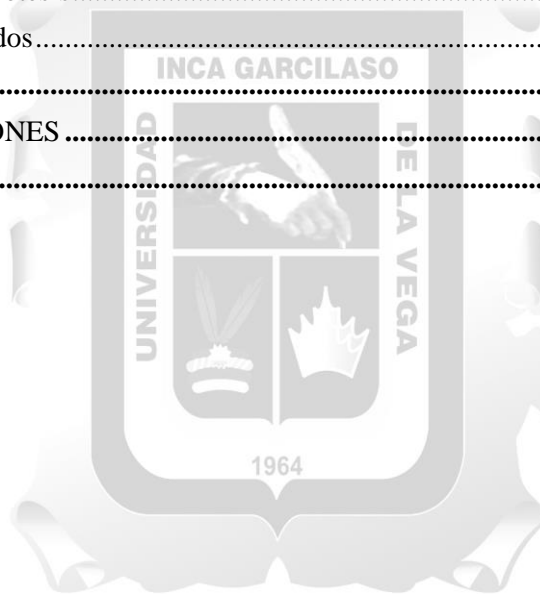 dos..........................................................................
..........................................................................
ONES ..........................................................................
..........................................................................
INCA GARCILASO
UNIVERSIDAD
DE LA VEGA
1964